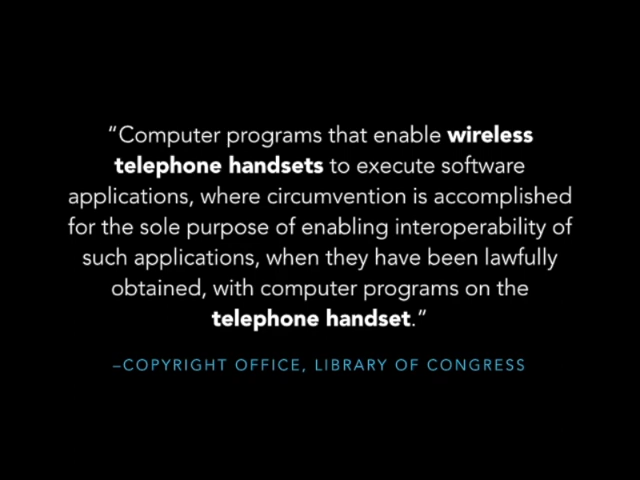 “Computer programs that enable wireless
telephone handsets to execute software
applications, where circumvention is accomplished
for the sole purpose of enabling interoperability of
such applications, when they have been lawfully
obtained, with computer programs on the
telephone handset.”
–COPYRIGHT OFFICE, LIBRARY OF CONGRESS